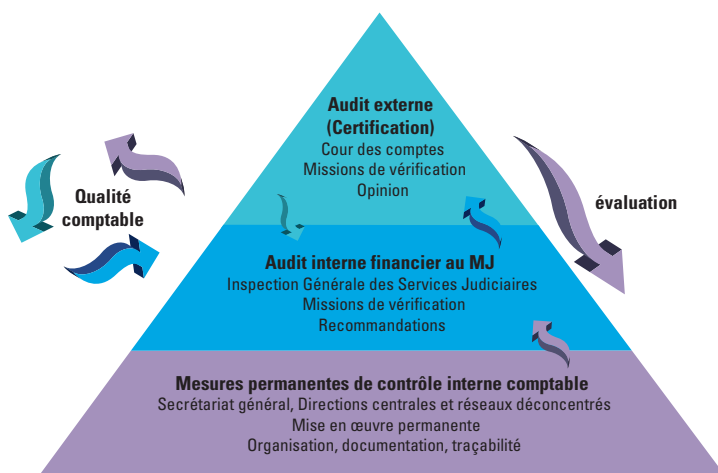 Audit externe
(Certification)
Cour des comptes
Missions de vérification
Opinion
Qualité
comptable
évaluation
Audit interne financier au MJ
Inspection Générale des Services Judiciaires
Missions de vérification
Recommandations
Mesures permanentes de contrôle interne comptable
Secrétariat général, Directions centrales et réseaux déconcentrés
Mise en œuvre permanente
Organisation, documentation, traçabilité